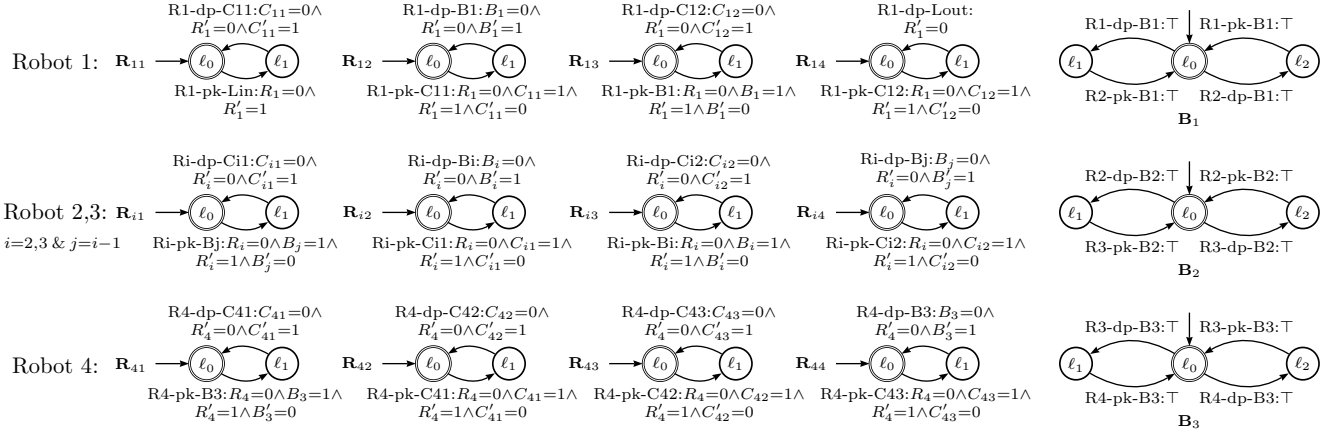 R1-dp-C11:C₁₁=0∧ R1-dp-B1:B₁=0∧ R1-dp-C12:C₁₂=0∧ R1-dp-Lout:
R′₁=0∧C′₁₁=1 R′₁=0∧B′₁=1 R′₁=0∧C′₁₂=1 R′₁=0 R1-dp-B1:⊤ R1-pk-B1:⊤
Robot 1: R₁₁ ℓ₀ ℓ₁ R₁₂ ℓ₀ ℓ₁ R₁₃ ℓ₀ ℓ₁ R₁₄ ℓ₀ ℓ₁ ℓ₁ ℓ₀ ℓ₂
R1-pk-Lin:R₁=0∧ R1-pk-C11:R₁=0∧C₁₁=1∧ R1-pk-B1:R₁=0∧B₁=1∧ R1-pk-C12:R₁=0∧C₁₂=1∧ R2-pk-B1:⊤ R2-dp-B1:⊤
R′₁=1 R′₁=1∧C′₁₁=0 R′₁=1∧B′₁=0 R′₁=1∧C′₁₂=0 B₁
Ri-dp-Ci1:Cᵢ₁=0∧ Ri-dp-Bi:Bᵢ=0∧ Ri-dp-Ci2:Cᵢ₂=0∧ Ri-dp-Bj:Bⱼ=0∧
R′ᵢ=0∧C′ᵢ₁=1 R′ᵢ=0∧B′ᵢ=1 R′ᵢ=0∧C′ᵢ₂=1 R′ᵢ=0∧B′ⱼ=1 R2-dp-B2:⊤ R2-pk-B2:⊤
Robot 2,3: Rᵢ₁ ℓ₀ ℓ₁ Rᵢ₂ ℓ₀ ℓ₁ Rᵢ₃ ℓ₀ ℓ₁ Rᵢ₄ ℓ₀ ℓ₁ ℓ₁ ℓ₀ ℓ₂
i=2,3 & j=i−1 Ri-pk-Bj:Rᵢ=0∧Bⱼ=1∧ Ri-pk-Ci1:Rᵢ=0∧Cᵢ₁=1∧ Ri-pk-Bi:Rᵢ=0∧Bᵢ=1∧ Ri-pk-Ci2:Rᵢ=0∧Cᵢ₂=1∧ R3-pk-B2:⊤ R3-dp-B2:⊤
R′ᵢ=1∧B′ⱼ=0 R′ᵢ=1∧C′ᵢ₁=0 R′ᵢ=1∧B′ᵢ=0 R′ᵢ=1∧C′ᵢ₂=0 B₂
R4-dp-C41:C₄₁=0∧ R4-dp-C42:C₄₂=0∧ R4-dp-C43:C₄₃=0∧ R4-dp-B3:B₃=0∧
R′₄=0∧C′₄₁=1 R′₄=0∧C′₄₂=1 R′₄=0∧C′₄₃=1 R′₄=0∧B′₃=1 R3-dp-B3:⊤ R3-pk-B3:⊤
Robot 4: R₄₁ ℓ₀ ℓ₁ R₄₂ ℓ₀ ℓ₁ R₄₃ ℓ₀ ℓ₁ R₄₄ ℓ₀ ℓ₁ ℓ₁ ℓ₀ ℓ₂
R4-pk-B3:R₄=0∧B₃=1∧ R4-pk-C41:R₄=0∧C₄₁=1∧ R4-pk-C42:R₄=0∧C₄₂=1∧ R4-pk-C43:R₄=0∧C₄₃=1∧ R4-pk-B3:⊤ R4-dp-B3:⊤
R′₄=1∧B′₃=0 R′₄=1∧C′₄₁=0 R′₄=1∧C′₄₂=0 R′₄=1∧C′₄₃=0 B₃